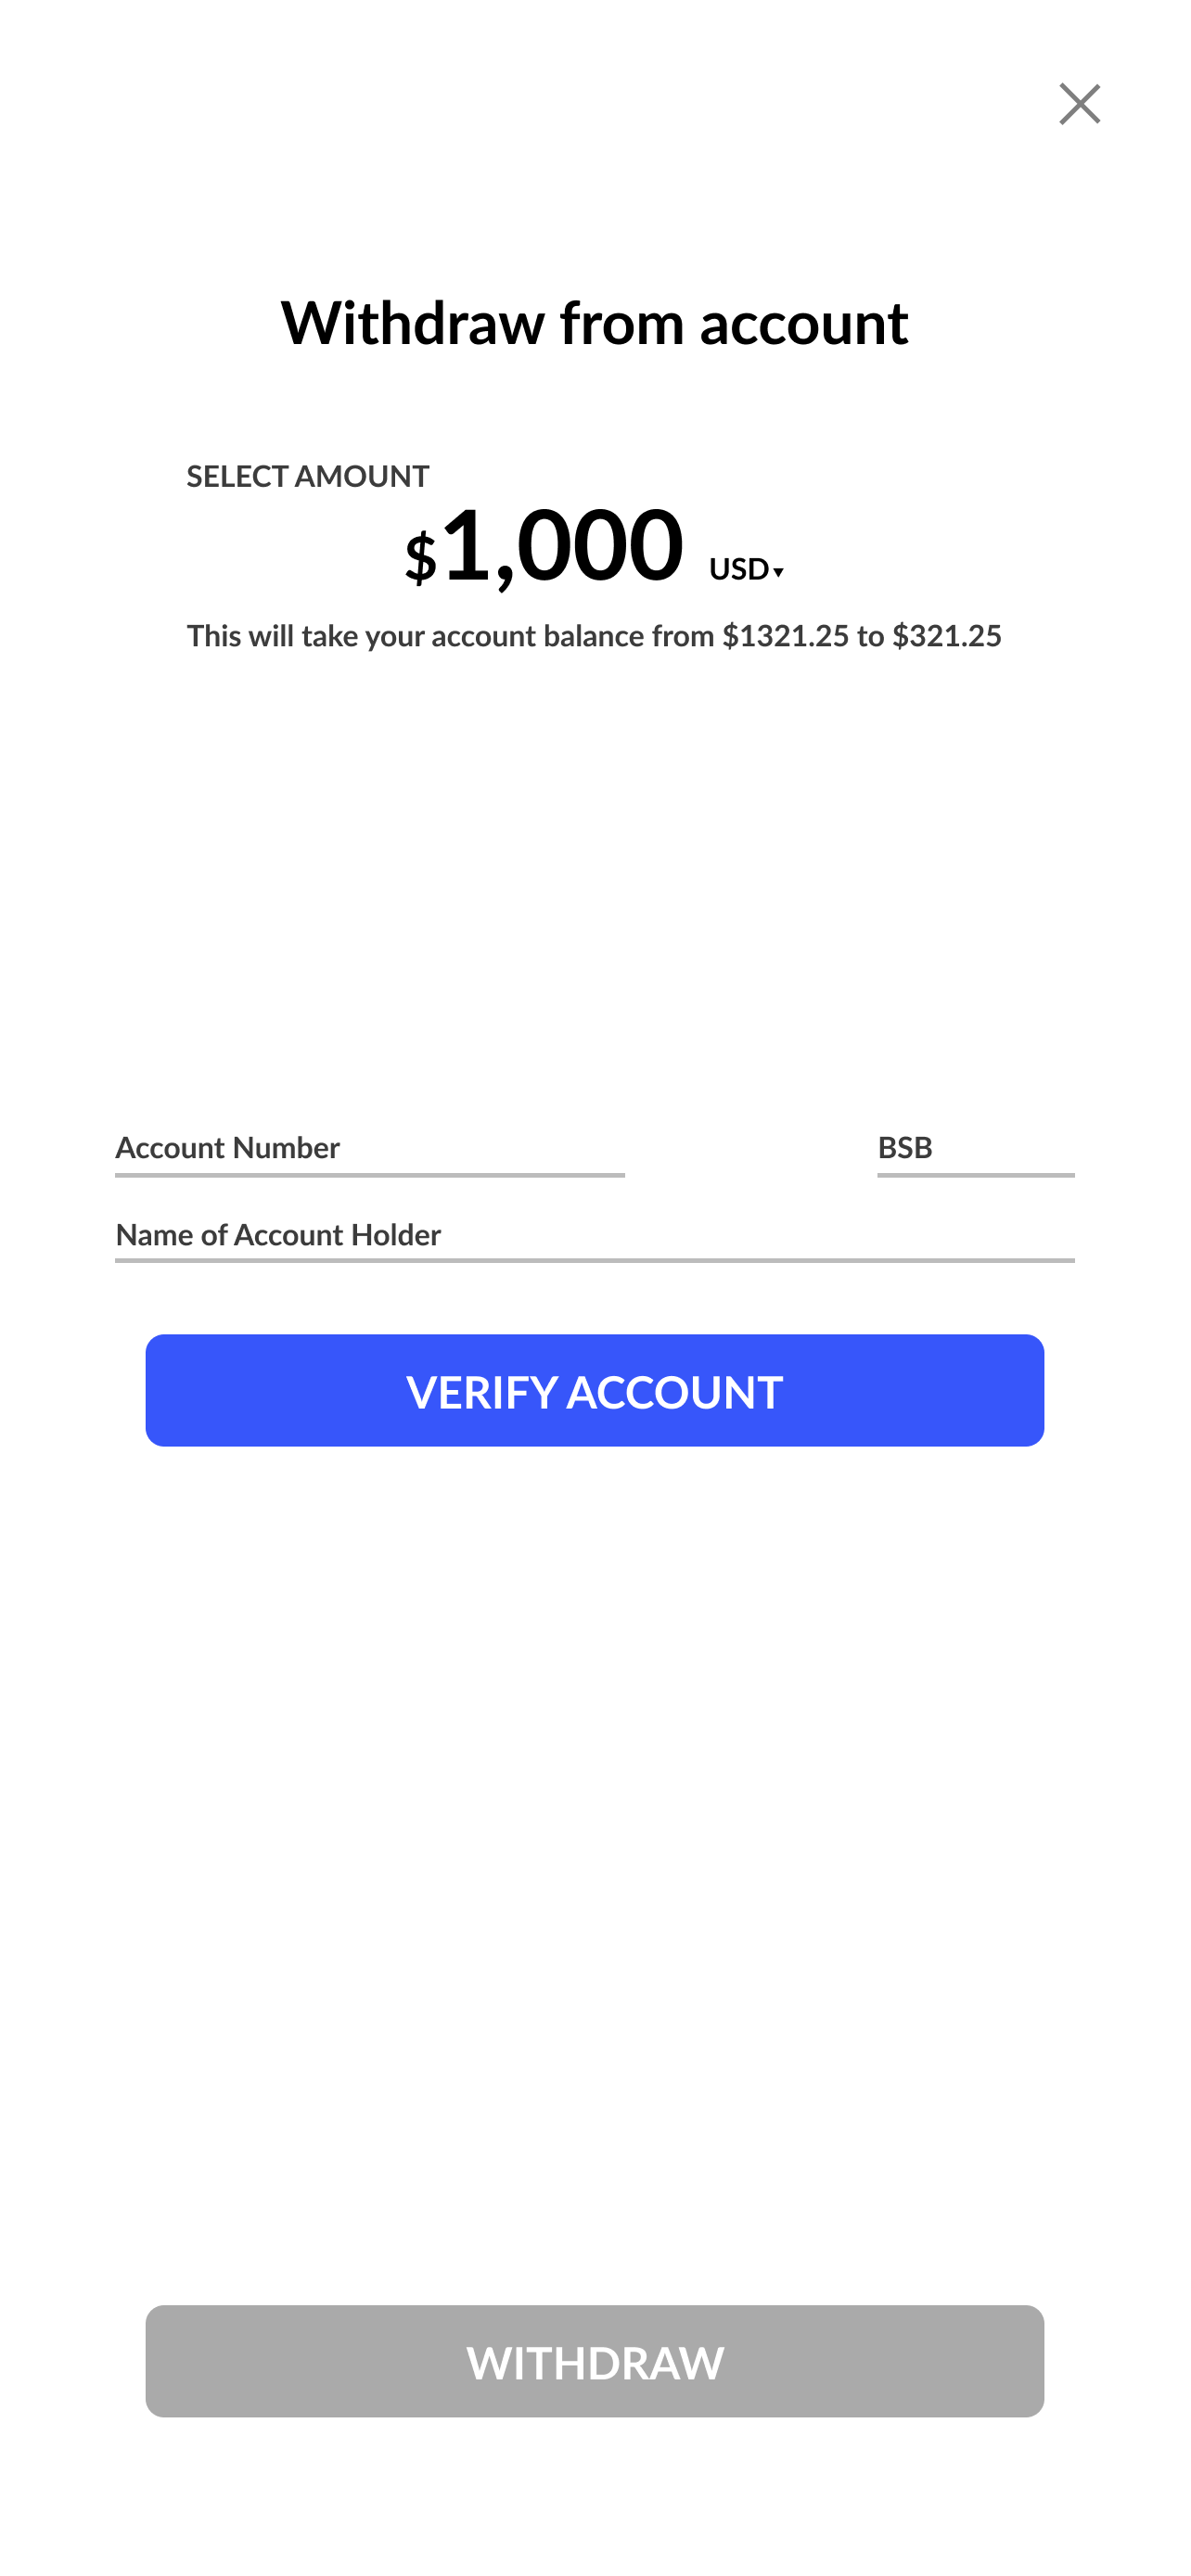 Withdraw from account
SELECT AMOUNT
$1,000 USD▾
This will take your account balance from $1321.25 to $321.25
Account Number BSB
Name of Account Holder
VERIFY ACCOUNT
WITHDRAW